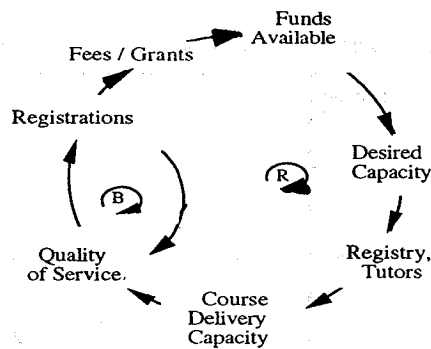 Funds
Available
Fees / Grants
Registrations
Desired
Capacity
B
R
Quality
of Service.
Registry,
Tutors
Course
Delivery
Capacity